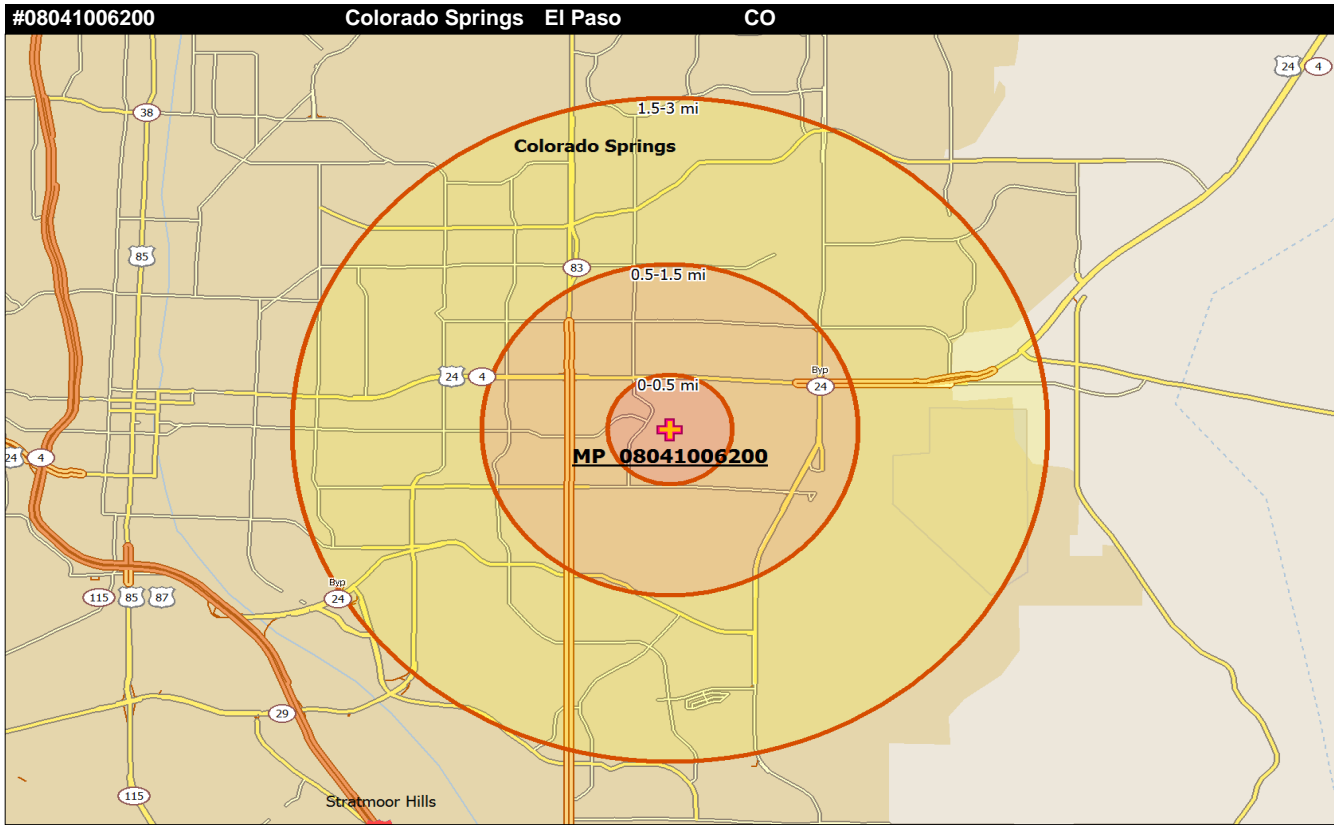 #08041006200 Colorado Springs El Paso CO
24 4
1.5-3 mi
38
Colorado Springs
85
83
0.5-1.5 mi
24 4
0-0.5 mi
Byp
24
MP 08041006200
24 4
Byp
24
115 85 87
29
115
Stratmoor Hills